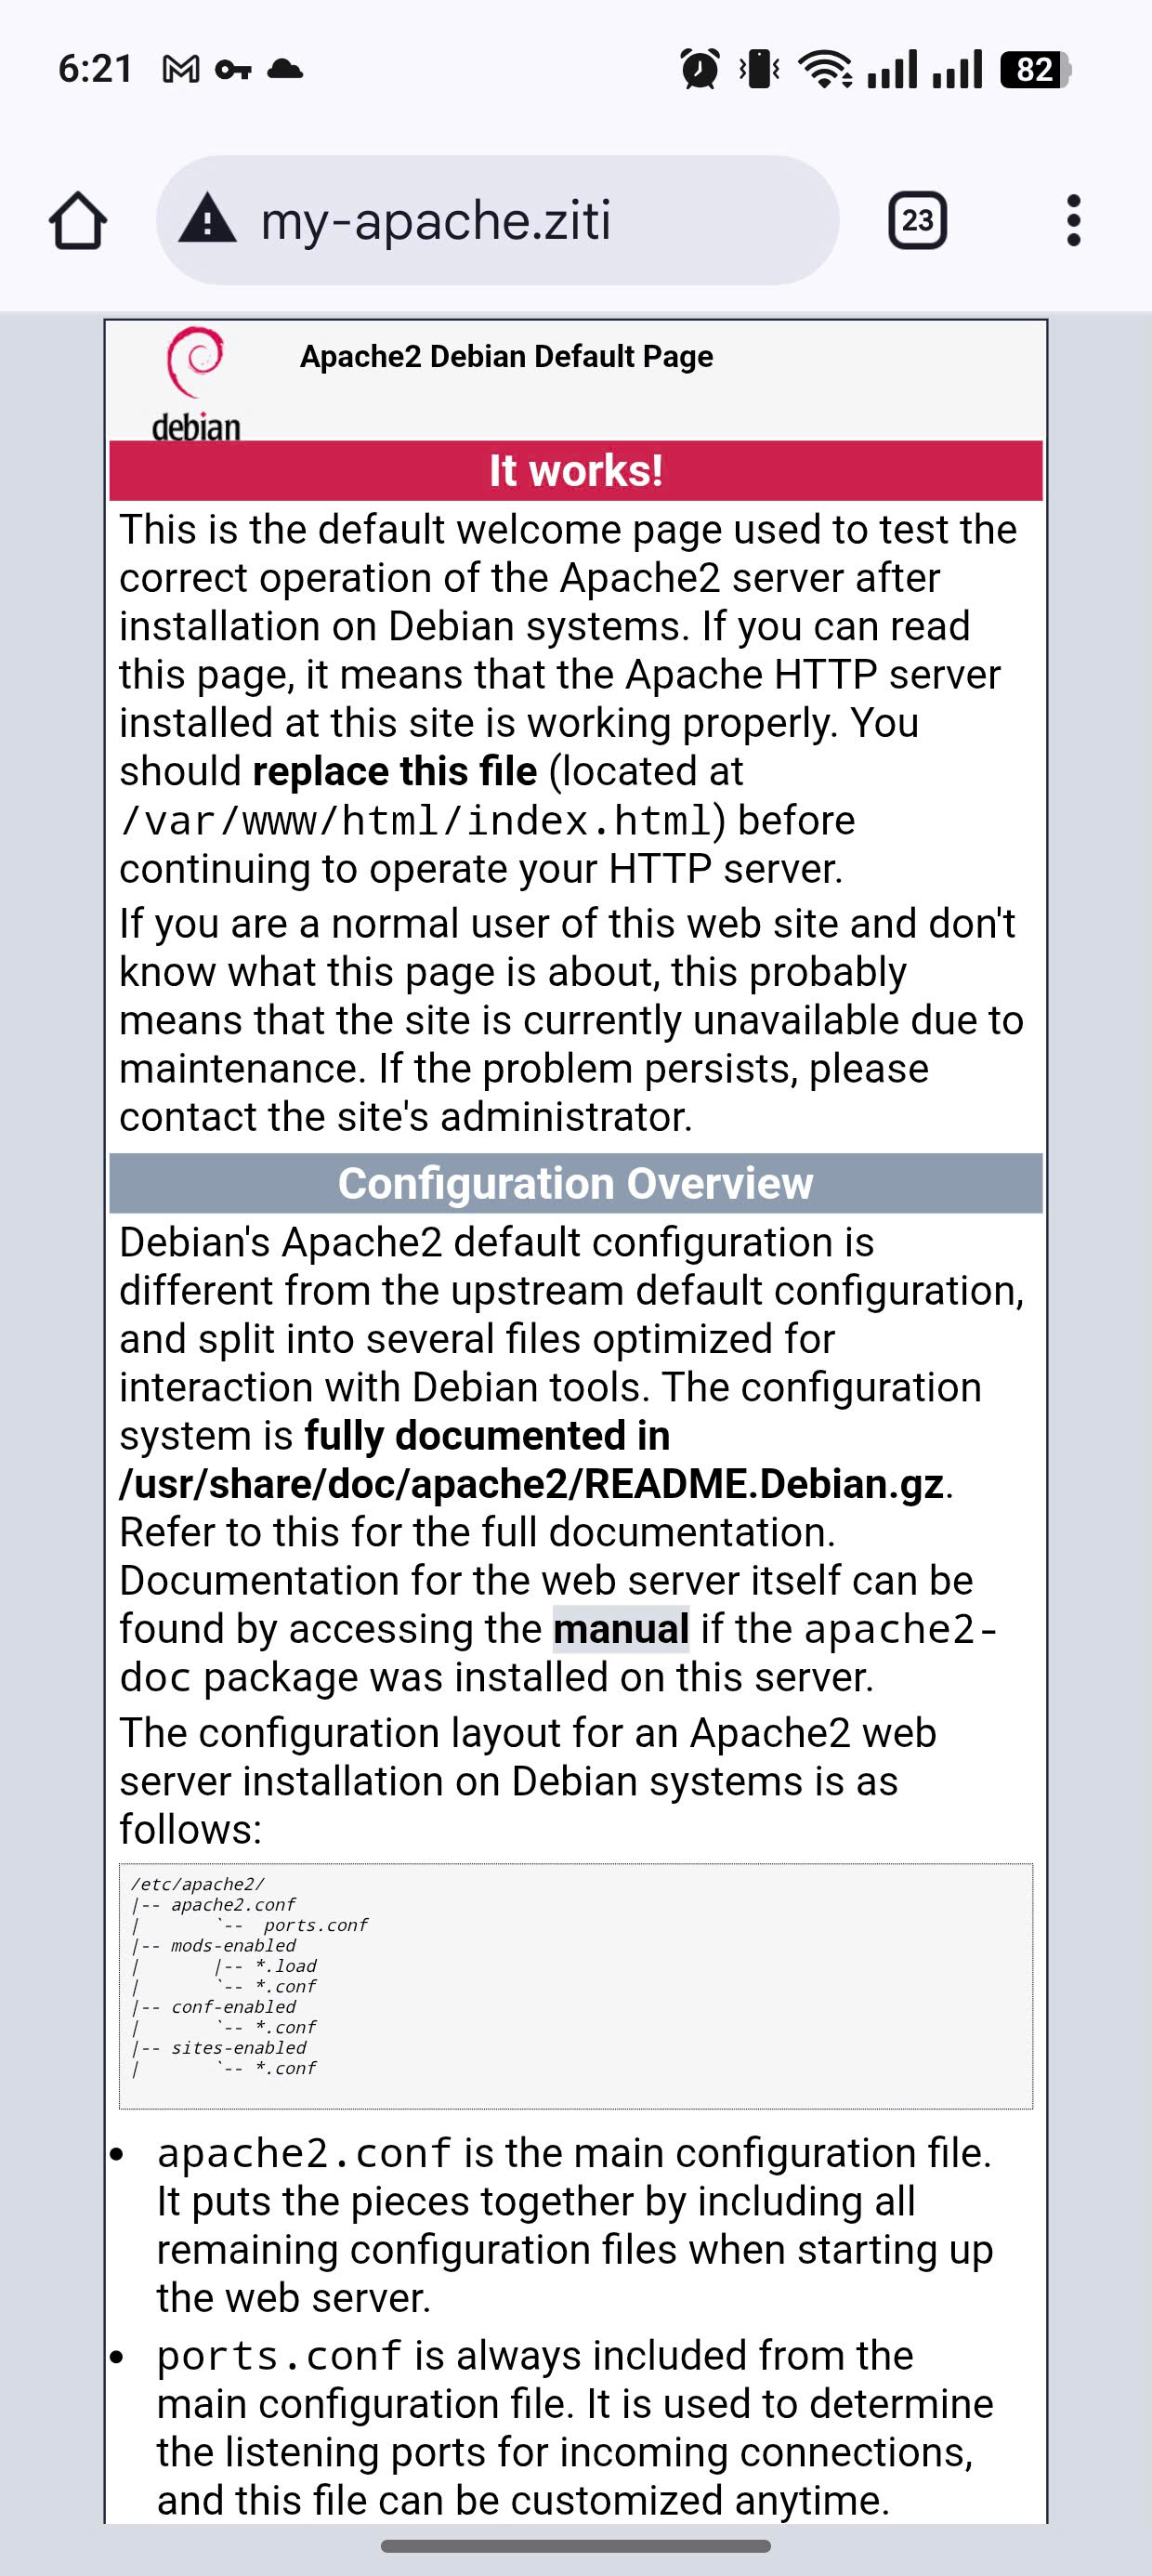 6:21
82
my-apache.ziti
23
debian
Apache2 Debian Default Page
It works!
This is the default welcome page used to test the
correct operation of the Apache2 server after
installation on Debian systems. If you can read
this page, it means that the Apache HTTP server
installed at this site is working properly. You
should replace this file (located at
/var/www/html/index.html) before
continuing to operate your HTTP server.
If you are a normal user of this web site and don't
know what this page is about, this probably
means that the site is currently unavailable due to
maintenance. If the problem persists, please
contact the site's administrator.
Configuration Overview
Debian's Apache2 default configuration is
different from the upstream default configuration,
and split into several files optimized for
interaction with Debian tools. The configuration
system is fully documented in
/usr/share/doc/apache2/README.Debian.gz.
Refer to this for the full documentation.
Documentation for the web server itself can be
found by accessing the manual if the apache2-
doc package was installed on this server.
The configuration layout for an Apache2 web
server installation on Debian systems is as
follows:
/etc/apache2/
|-- apache2.conf
|       `--  ports.conf
|-- mods-enabled
|       |-- *.load
|       `-- *.conf
|-- conf-enabled
|       `-- *.conf
|-- sites-enabled
|       `-- *.conf
• apache2.conf is the main configuration file.
It puts the pieces together by including all
remaining configuration files when starting up
the web server.
• ports.conf is always included from the
main configuration file. It is used to determine
the listening ports for incoming connections,
and this file can be customized anytime.